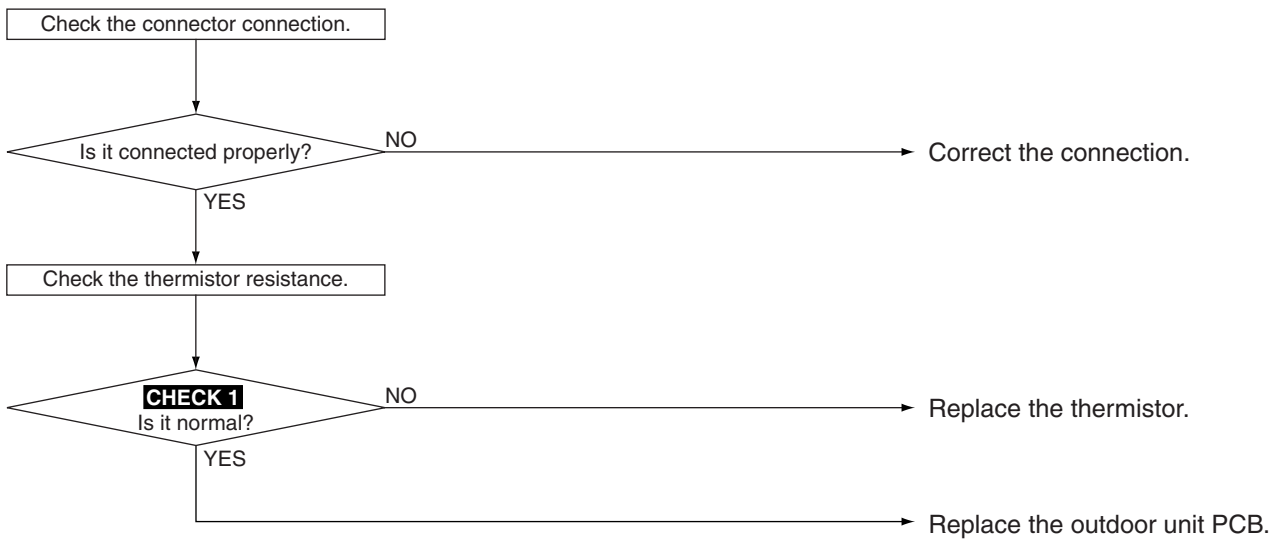 Check the connector connection.
Is it connected properly?
NO
Correct the connection.
YES
Check the thermistor resistance.
CHECK 1
Is it normal?
NO
Replace the thermistor.
YES
Replace the outdoor unit PCB.